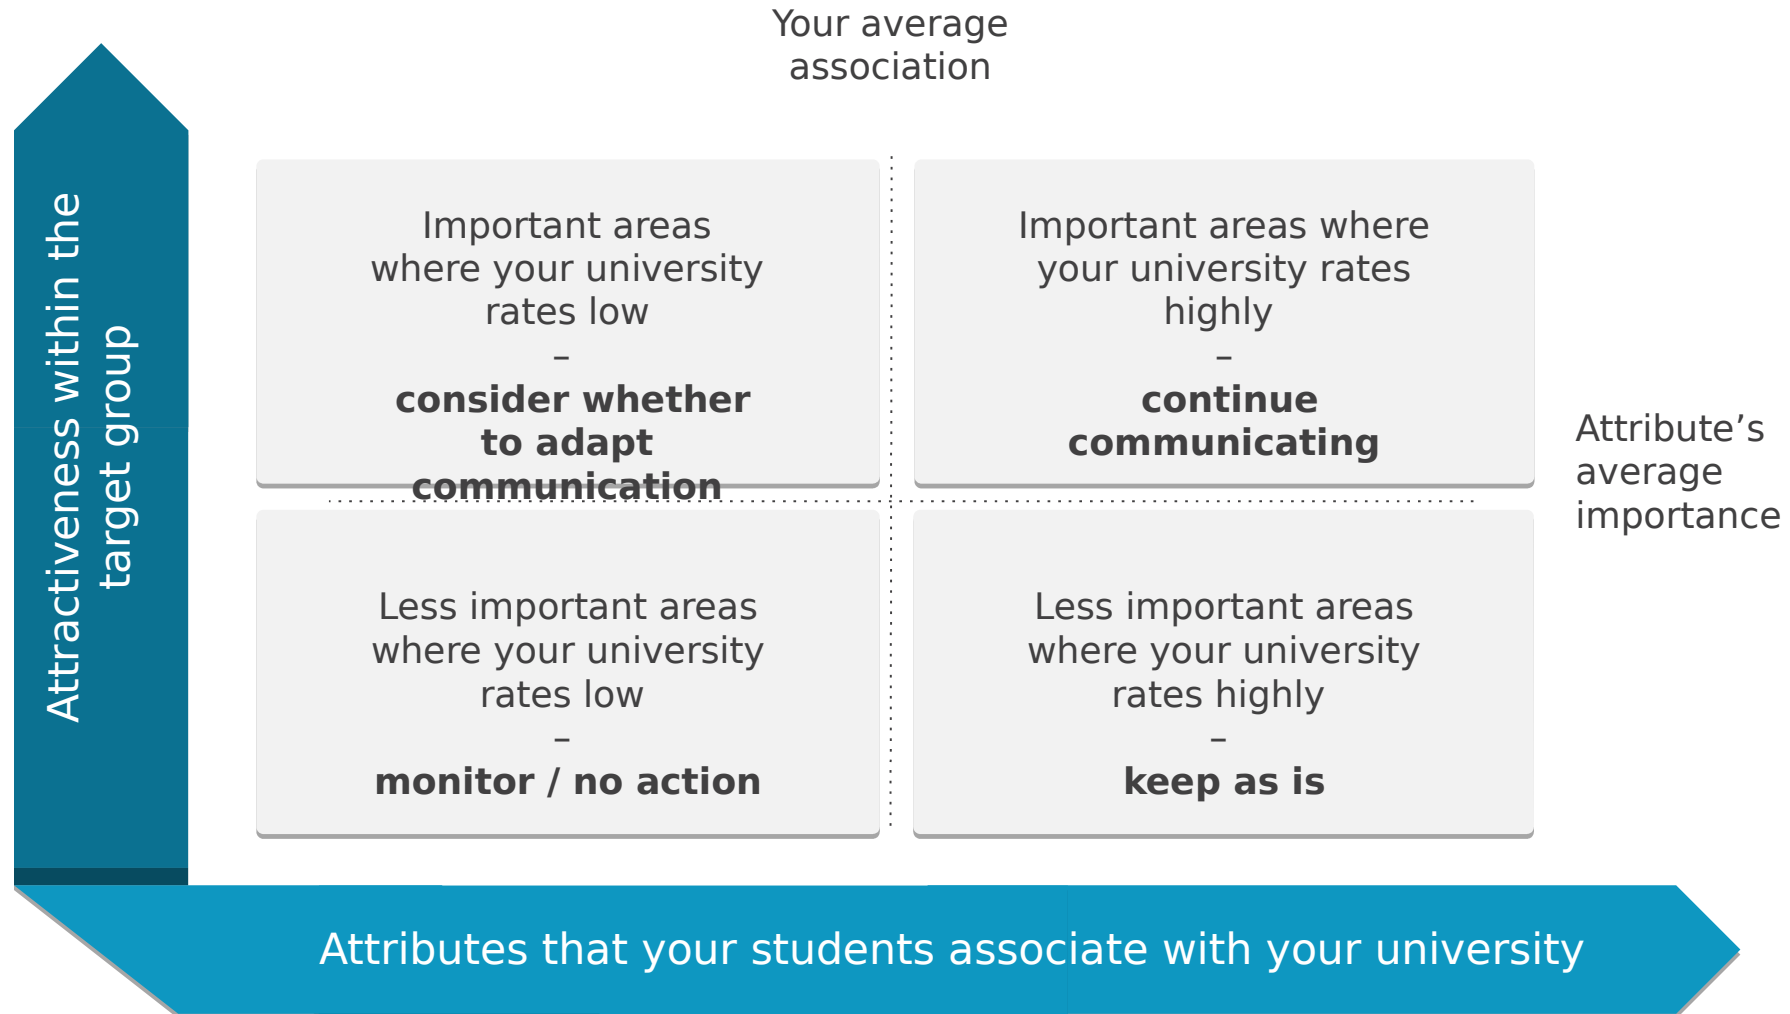 Your average
association
Attractiveness within the
target group
Important areas
where your university
rates low
–
consider whether
to adapt
communication
Important areas where
your university rates
highly
–
continue
communicating
Attribute’s
average
importance
Less important areas
where your university
rates low
–
monitor / no action
Less important areas
where your university
rates highly
–
keep as is
Attributes that your students associate with your university